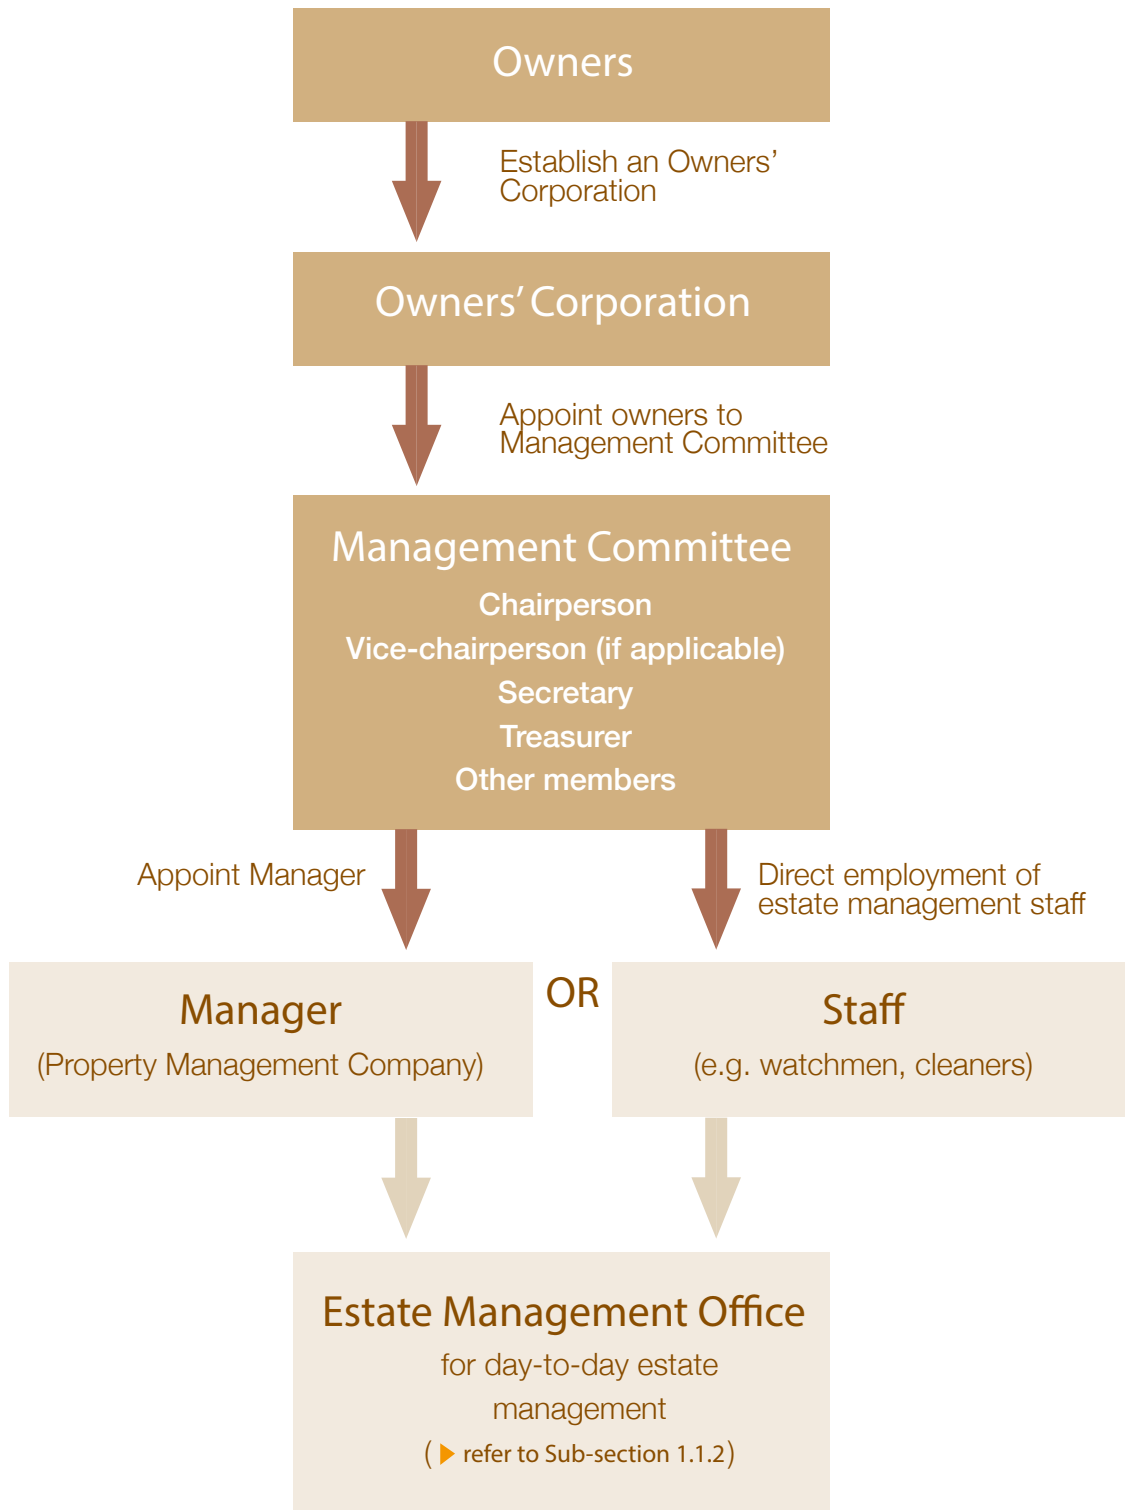 Owners
Establish an Owners’
Corporation
Owners’ Corporation
Appoint owners to
Management Committee
Management Committee
Chairperson
Vice-chairperson (if applicable)
Secretary
Treasurer
Other members
Appoint Manager
Direct employment of
estate management staff
Manager
(Property Management Company)
OR
Staff
(e.g. watchmen, cleaners)
Estate Management Office
for day-to-day estate
management
(▶ refer to Sub-section 1.1.2)